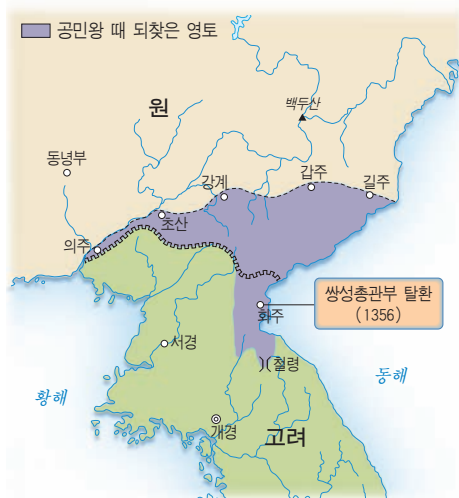 공민왕 때 되찾은 영토
원
백두산
동녕부
강계
갑주
길주
초산
의주
쌍성총관부 탈환
(1356)
화주
서경
철령
동해
황해
개경
고려